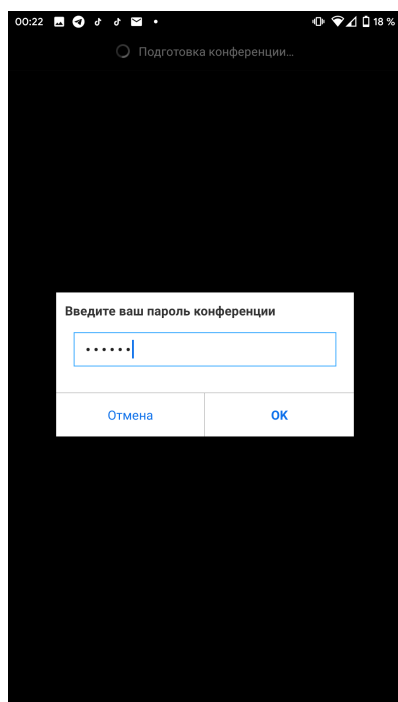 00:22 18 %
Подготовка конференции...
Введите ваш пароль конференции
••••••
Отмена OK